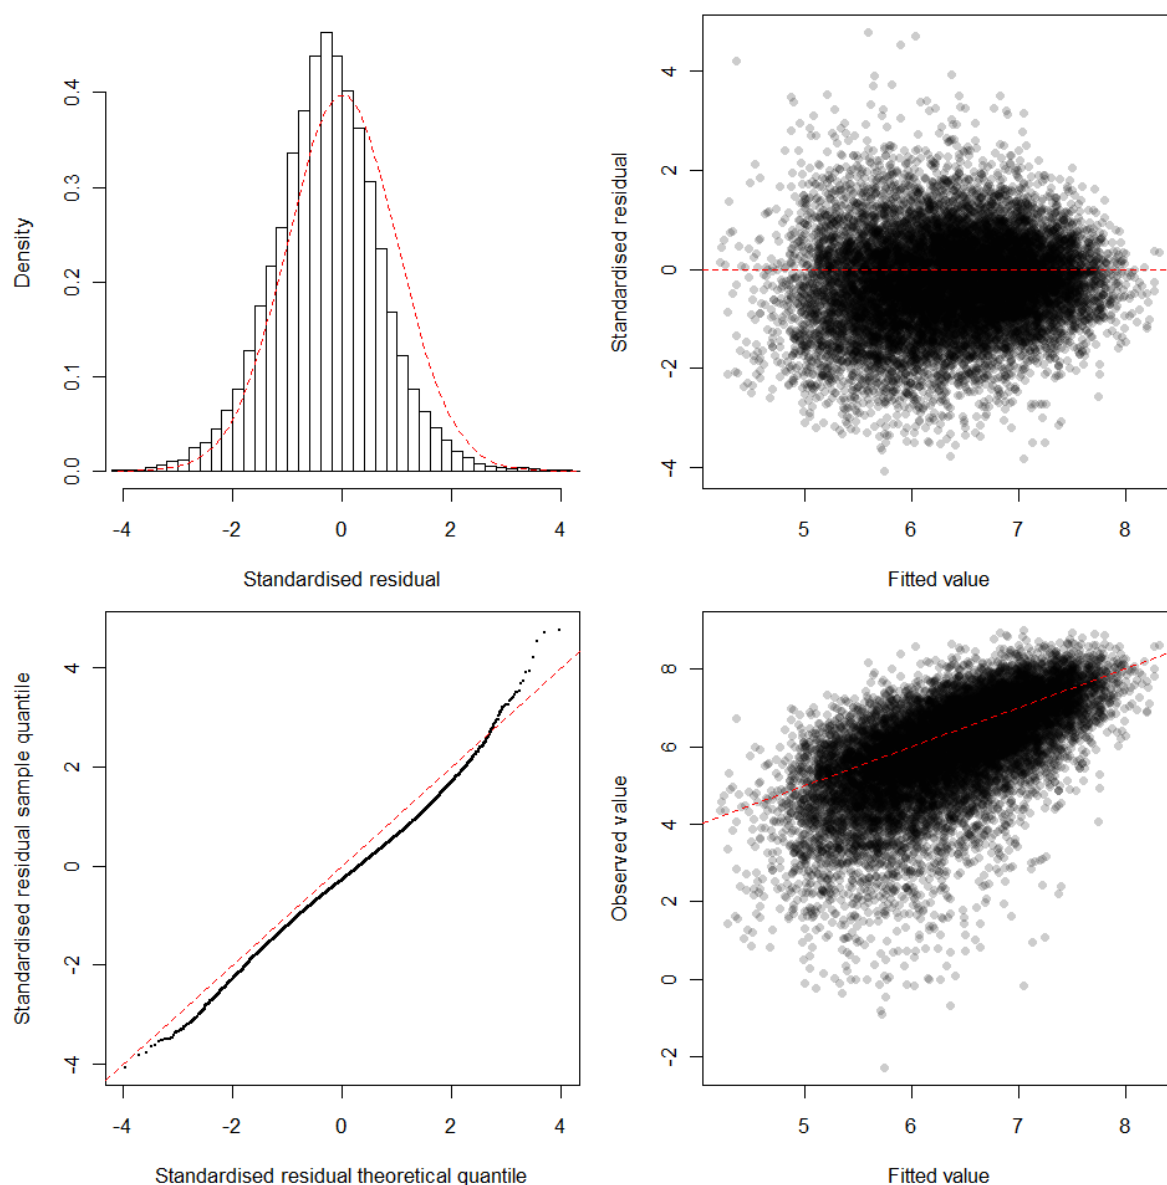 Density
0.0 0.1 0.2 0.3 0.4
-4 -2 0 2 4
Standardised residual
Standardised residual
-4 -2 0 2 4
5 6 7 8
Fitted value
Standardised residual sample quantile
-4 -2 0 2 4
-4 -2 0 2 4
Standardised residual theoretical quantile
Observed value
-2 0 2 4 6 8
5 6 7 8
Fitted value